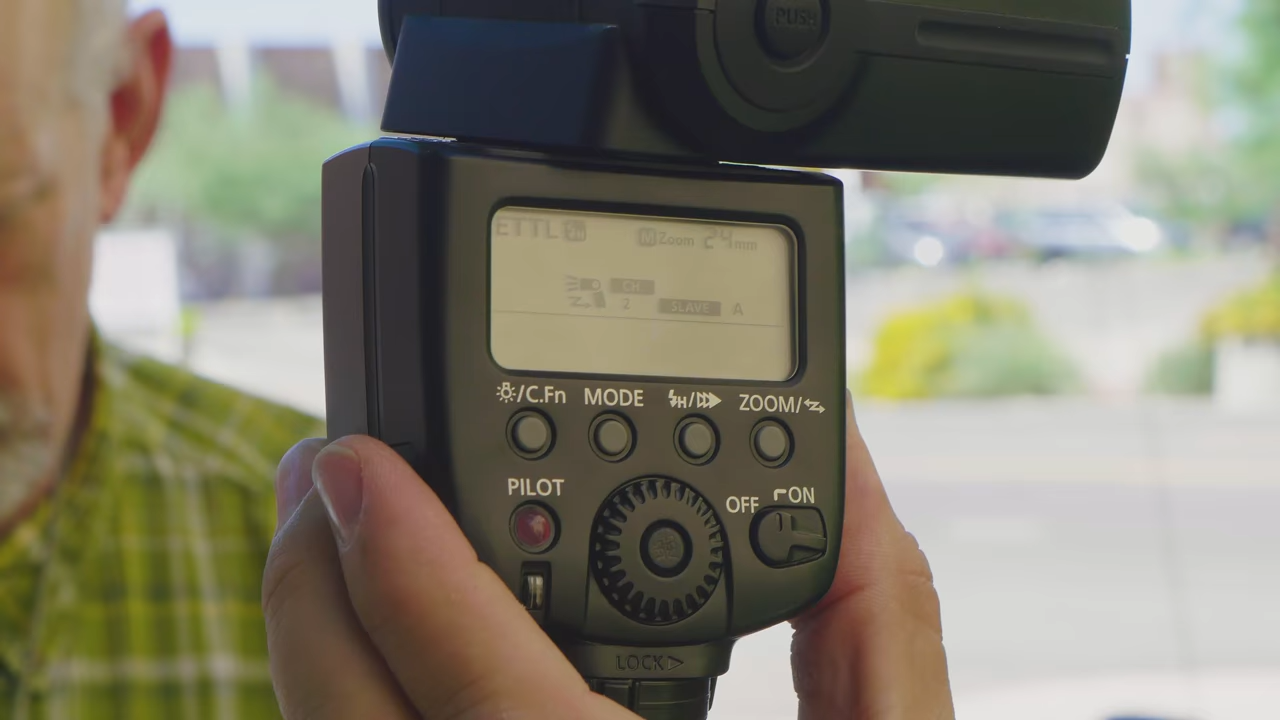 PUSH
ETTL M Zoom 24mm
CH
2 SLAVE A
/C.Fn MODE H/ ZOOM/
PILOT
OFF ON
LOCK